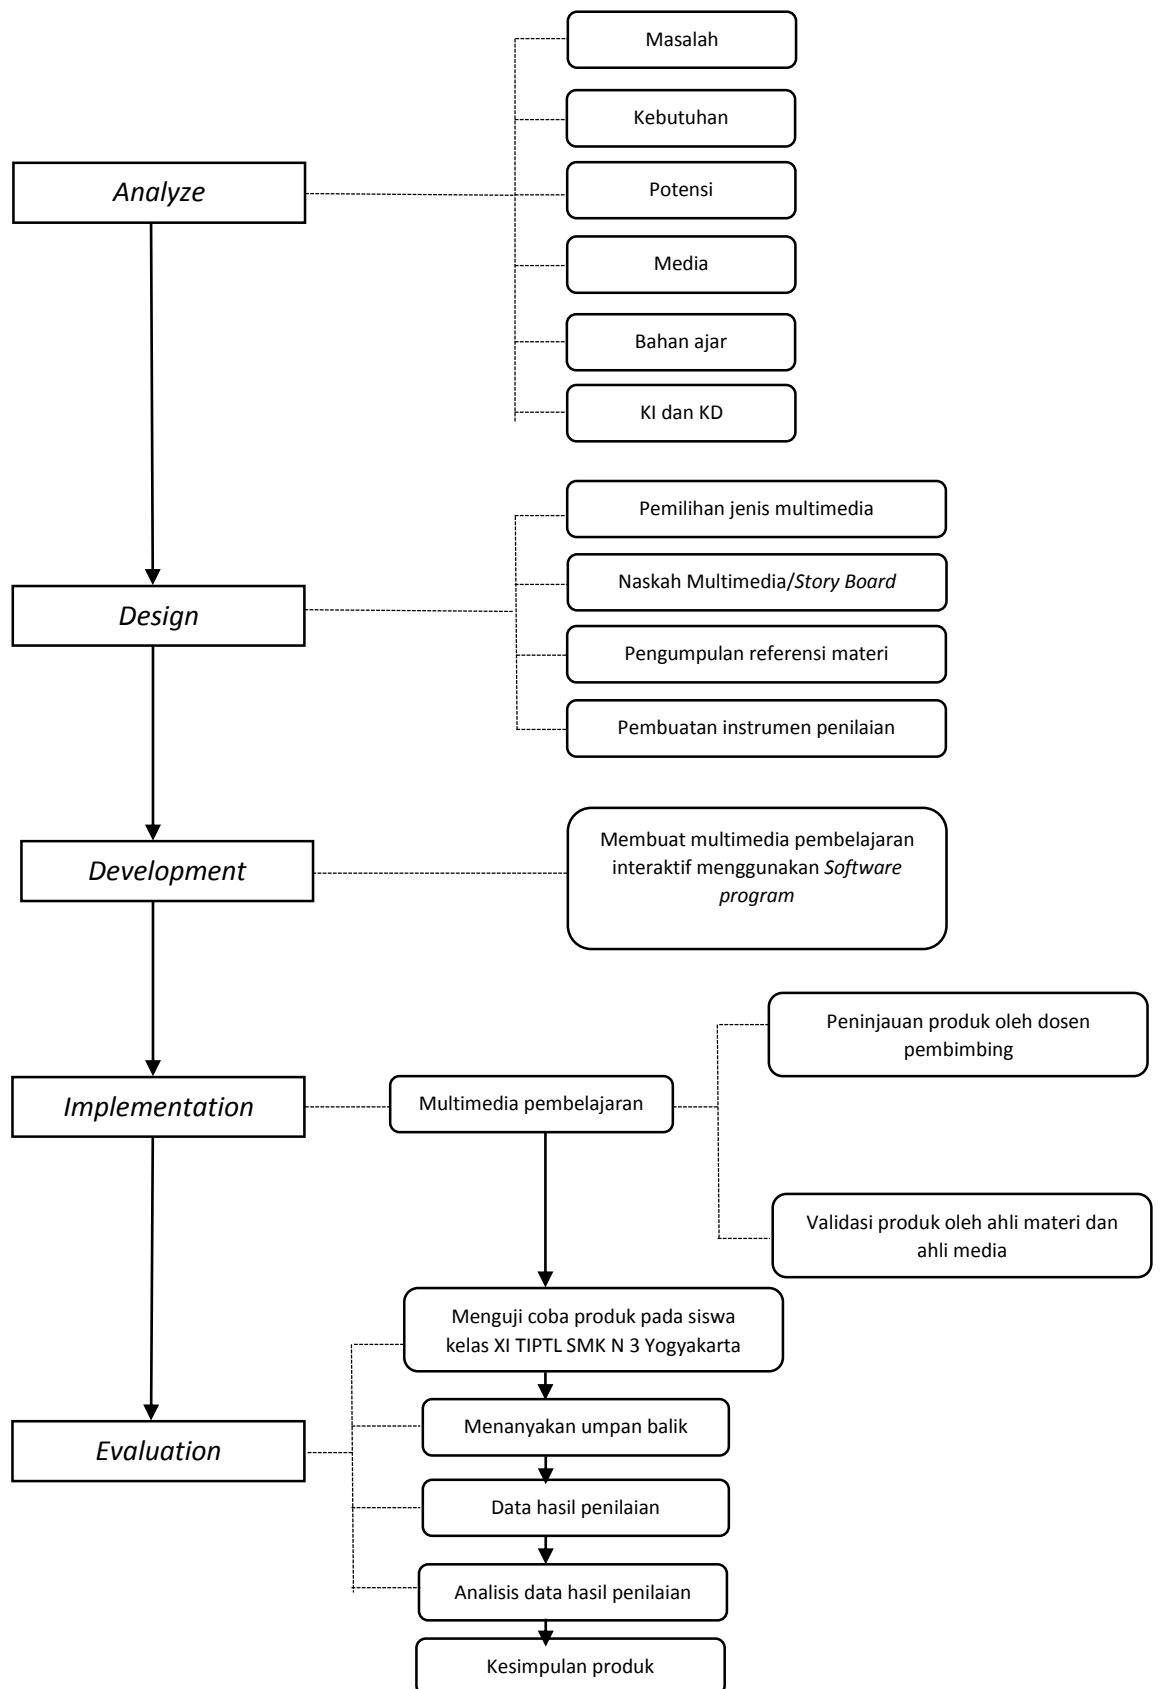 Masalah
Kebutuhan
Analyze
Potensi
Media
Bahan ajar
KI dan KD
Pemilihan jenis multimedia
Naskah Multimedia/Story Board
Design
Pengumpulan referensi materi
Pembuatan instrumen penilaian
Development
Membuat multimedia pembelajaran
interaktif menggunakan Software
program
Peninjauan produk oleh dosen
pembimbing
Implementation
Multimedia pembelajaran
Validasi produk oleh ahli materi dan
ahli media
Menguji coba produk pada siswa
kelas XI TIPTL SMK N 3 Yogyakarta
Menanyakan umpan balik
Evaluation
Data hasil penilaian
Analisis data hasil penilaian
Kesimpulan produk